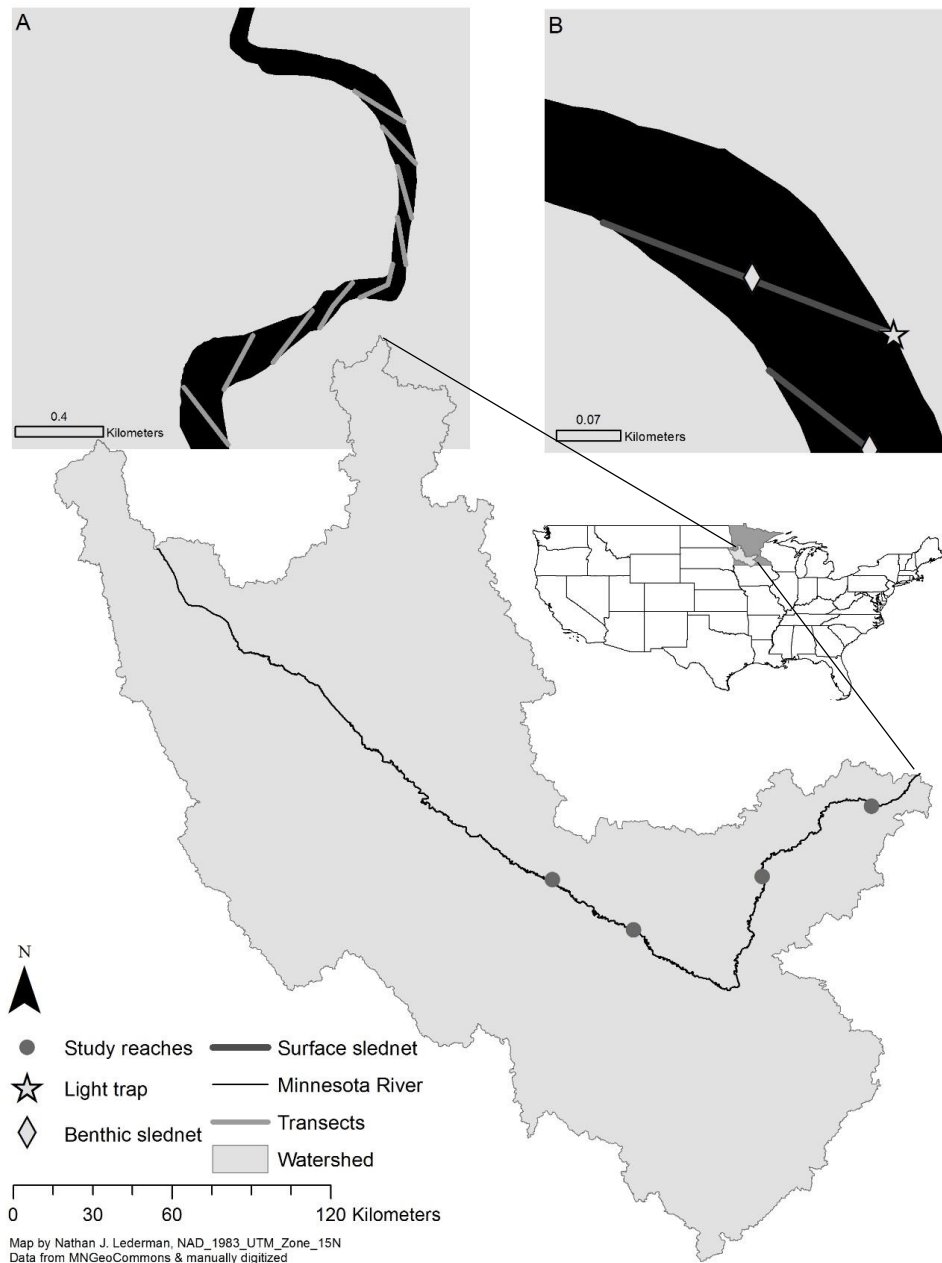 A
B
0.4
Kilometers
0.07
Kilometers
N
Study reaches
Light trap
Benthic slednet
Surface slednet
Minnesota River
Transects
Watershed
0 30 60 120 Kilometers
Map by Nathan J. Lederman, NAD_1983_UTM_Zone_15N
Data from MNGeoCommons & manually digitized